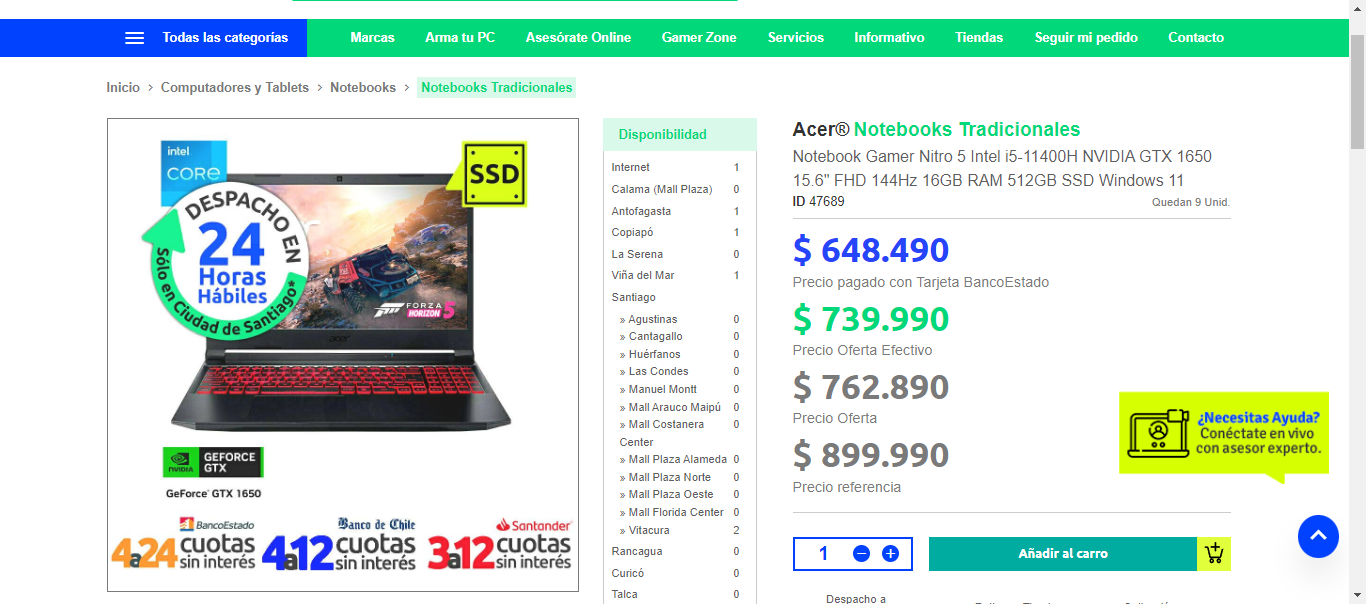 Todas las categorías
Marcas
Arma tu PC
Asesórate Online
Gamer Zone
Servicios
Informativo
Tiendas
Seguir mi pedido
Contacto
Inicio > Computadores y Tablets > Notebooks > Notebooks Tradicionales
intel
CORE
SSD
DESPACHO EN
24
Horas
Hábiles
Sólo en Ciudad de Santiago*
FORZA
HORIZON 5
acer
NVIDIA
GEFORCE
GTX
GeForce® GTX 1650
BancoEstado
4a24 cuotas
sin interés
Banco de Chile
4a12 cuotas
sin interés
Santander
3a12 cuotas
sin interés
Disponibilidad
Internet 1
Calama (Mall Plaza) 0
Antofagasta 1
Copiapó 1
La Serena 0
Viña del Mar 1
Santiago
» Agustinas 0
» Cantagallo 0
» Huérfanos 0
» Las Condes 0
» Manuel Montt 0
» Mall Arauco Maipú 0
» Mall Costanera 0
Center
» Mall Plaza Alameda 0
» Mall Plaza Norte 0
» Mall Plaza Oeste 0
» Mall Florida Center 0
» Vitacura 2
Rancagua 0
Curicó 0
Talca 0
Acer® Notebooks Tradicionales
Notebook Gamer Nitro 5 Intel i5-11400H NVIDIA GTX 1650
15.6" FHD 144Hz 16GB RAM 512GB SSD Windows 11
ID 47689
Quedan 9 Unid.
$ 648.490
Precio pagado con Tarjeta BancoEstado
$ 739.990
Precio Oferta Efectivo
$ 762.890
Precio Oferta
$ 899.990
Precio referencia
¿Necesitas Ayuda?
Conéctate en vivo
con asesor experto.
1
Añadir al carro
Despacho a